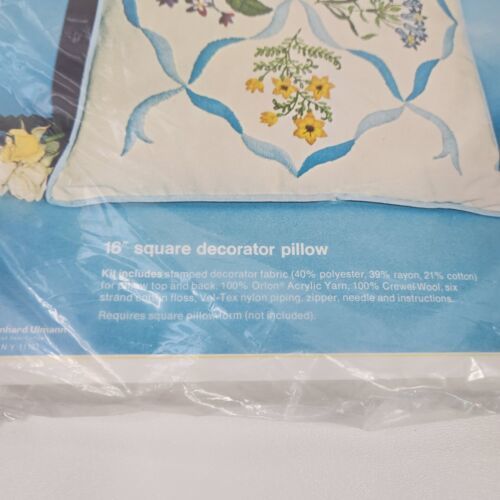 16" square decorator pillow
Kit includes stamped decorator fabric (40% polyester, 39% rayon, 21% cotton)
for pillow top and back, 100% Orlon* Acrylic Yarn, 100% Crewel Wool, six
strand cotton floss, Vel-Tex nylon piping, zipper, needle and instructions.
Requires square pillow form (not included).
nhard Ulmann
N.Y.